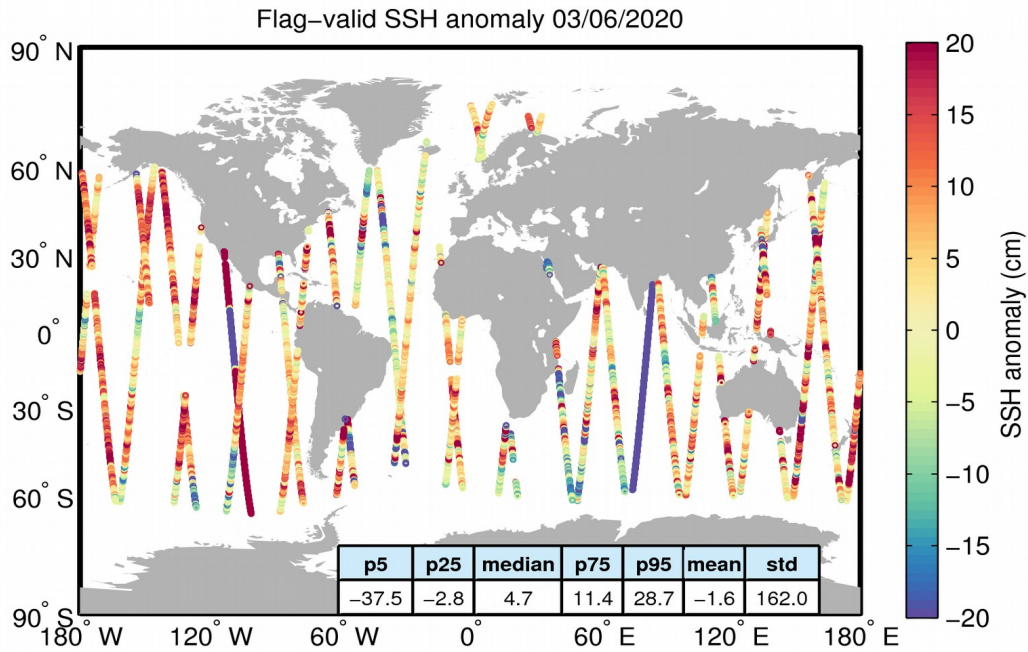 Flag−valid SSH anomaly 03/06/2020
90° N
60° N
30° N
0°
30° S
60° S
90° S
180° W 120° W 60° W 0° 60° E 120° E 180° E
p5 p25 median p75 p95 mean std
−37.5 −2.8 4.7 11.4 28.7 −1.6 162.0
20
15
10
5
0
−5
−10
−15
−20
SSH anomaly (cm)